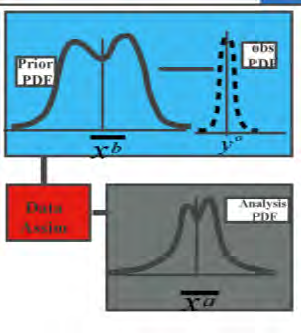 Prior
PDF
obs
PDF
x^b
y^o
Data
Assim
Analysis
PDF
x^a